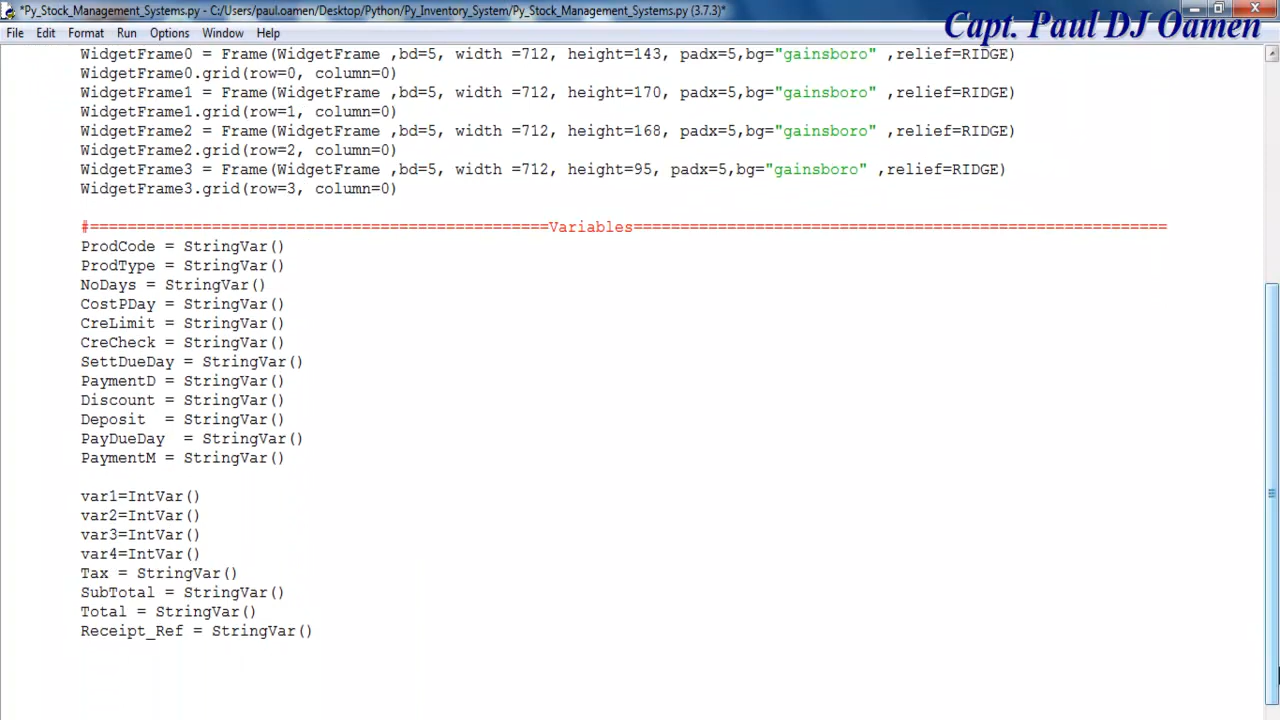 *Py_Stock_Management_Systems.py - C:/Users/paul.oamen/Desktop/Python/Py_Inventory_System/Py_Stock_Management_Systems.py (3.7.3)*
Capt. Paul DJ Oamen
File Edit Format Run Options Window Help
WidgetFrame0 = Frame(WidgetFrame ,bd=5, width =712, height=143, padx=5,bg="gainsboro" ,relief=RIDGE)
WidgetFrame0.grid(row=0, column=0)
WidgetFrame1 = Frame(WidgetFrame ,bd=5, width =712, height=170, padx=5,bg="gainsboro" ,relief=RIDGE)
WidgetFrame1.grid(row=1, column=0)
WidgetFrame2 = Frame(WidgetFrame ,bd=5, width =712, height=168, padx=5,bg="gainsboro" ,relief=RIDGE)
WidgetFrame2.grid(row=2, column=0)
WidgetFrame3 = Frame(WidgetFrame ,bd=5, width =712, height=95, padx=5,bg="gainsboro" ,relief=RIDGE)
WidgetFrame3.grid(row=3, column=0)
#=================================================Variables=========================================================
ProdCode = StringVar()
ProdType = StringVar()
NoDays = StringVar()
CostPDay = StringVar()
CreLimit = StringVar()
CreCheck = StringVar()
SettDueDay = StringVar()
PaymentD = StringVar()
Discount = StringVar()
Deposit  = StringVar()
PayDueDay  = StringVar()
PaymentM = StringVar()
var1=IntVar()
var2=IntVar()
var3=IntVar()
var4=IntVar()
Tax = StringVar()
SubTotal = StringVar()
Total = StringVar()
Receipt_Ref = StringVar()